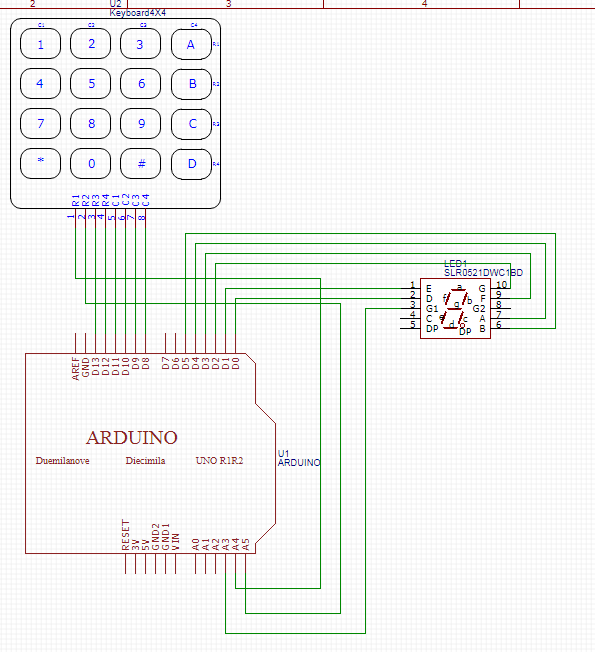 2 U2 3 4
Keyboard4X4
C1 C2 C3 C4
1 2 3 A R1
4 5 6 B R2
7 8 9 C R3
* 0 # D R4
R1 R2 R3 R4 C1 C2 C3 C4
1 2 3 4 5 6 7 8
LED1
SLR0521DWC1BD
1 E a G 10
2 D f b F 9
3 G1 g G2 8
4 C e c A 7
5 DP d DP B 6
AREF GND D13 D12 D11 D10 D9 D8 D7 D6 D5 D4 D3 D2 D1 D0
ARDUINO
Duemilanove Diecimila UNO R1R2
U1
ARDUINO
RESET 3V 5V GND2 GND1 VIN A0 A1 A2 A3 A4 A5